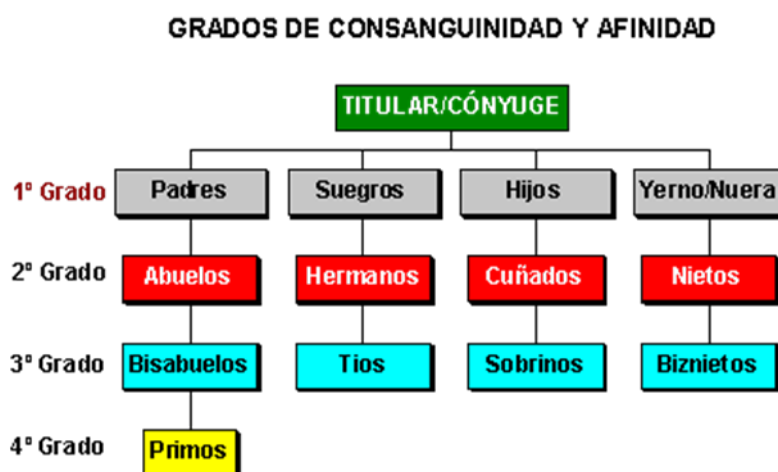 GRADOS DE CONSANGUINIDAD Y AFINIDAD
TITULAR/CÓNYUGE
1º Grado Padres Suegros Hijos Yerno/Nuera
2º Grado Abuelos Hermanos Cuñados Nietos
3º Grado Bisabuelos Tios Sobrinos Biznietos
4º Grado Primos